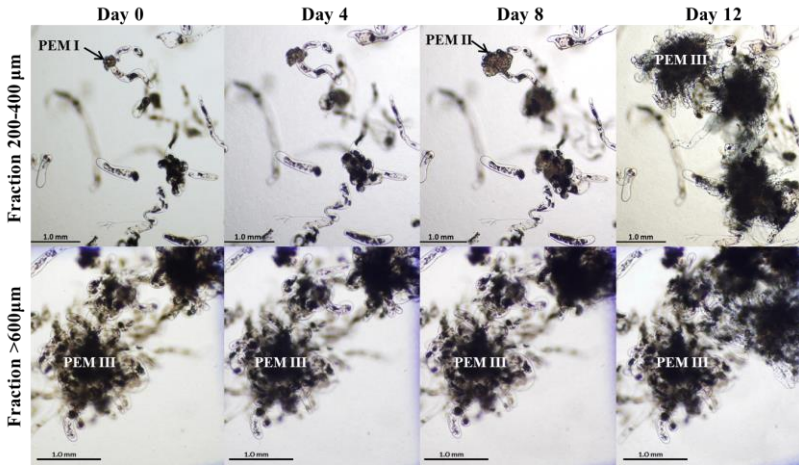 Day 0 Day 4 Day 8 Day 12
Fraction 200-400 μm
PEM I
PEM II
PEM III
1.0 mm 1.0 mm 1.0 mm 1.0 mm
Fraction >600μm
PEM III PEM III PEM III PEM III
1.0 mm 1.0 mm 1.0 mm 1.0 mm